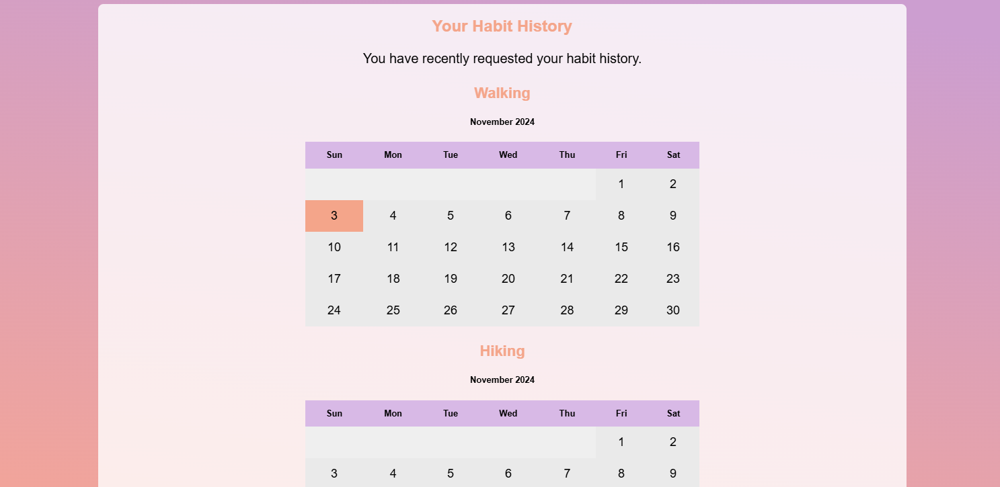 Your Habit History
You have recently requested your habit history.
Walking
November 2024
Sun Mon Tue Wed Thu Fri Sat
1 2
3 4 5 6 7 8 9
10 11 12 13 14 15 16
17 18 19 20 21 22 23
24 25 26 27 28 29 30
Hiking
November 2024
Sun Mon Tue Wed Thu Fri Sat
1 2
3 4 5 6 7 8 9